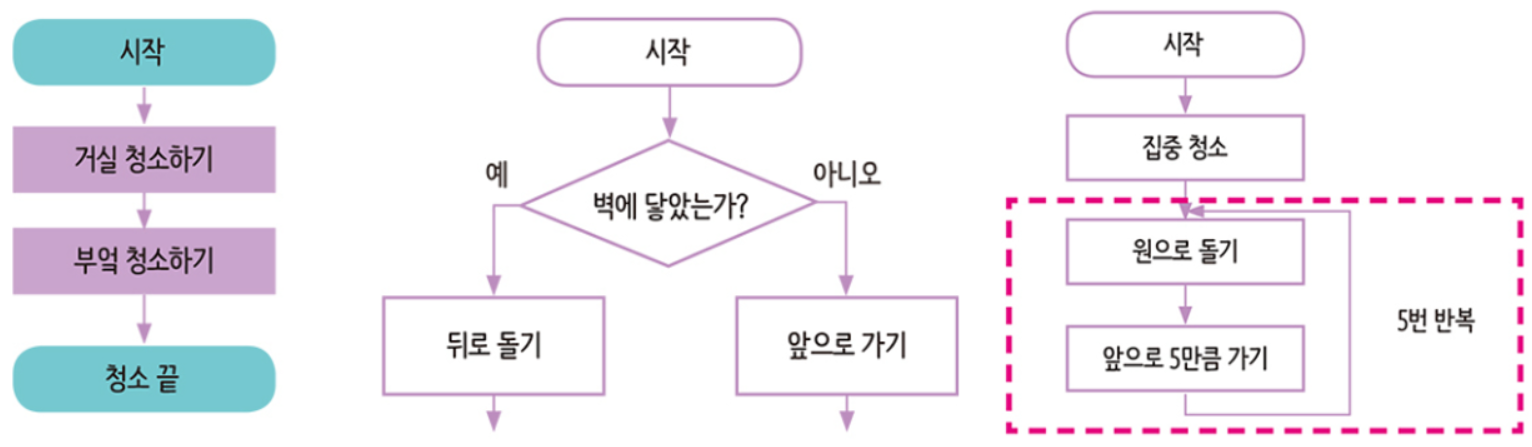 시작
거실 청소하기
부엌 청소하기
청소 끝
시작
벽에 닿았는가?
예
아니오
뒤로 돌기
앞으로 가기
시작
집중 청소
원으로 돌기
앞으로 5만큼 가기
5번 반복